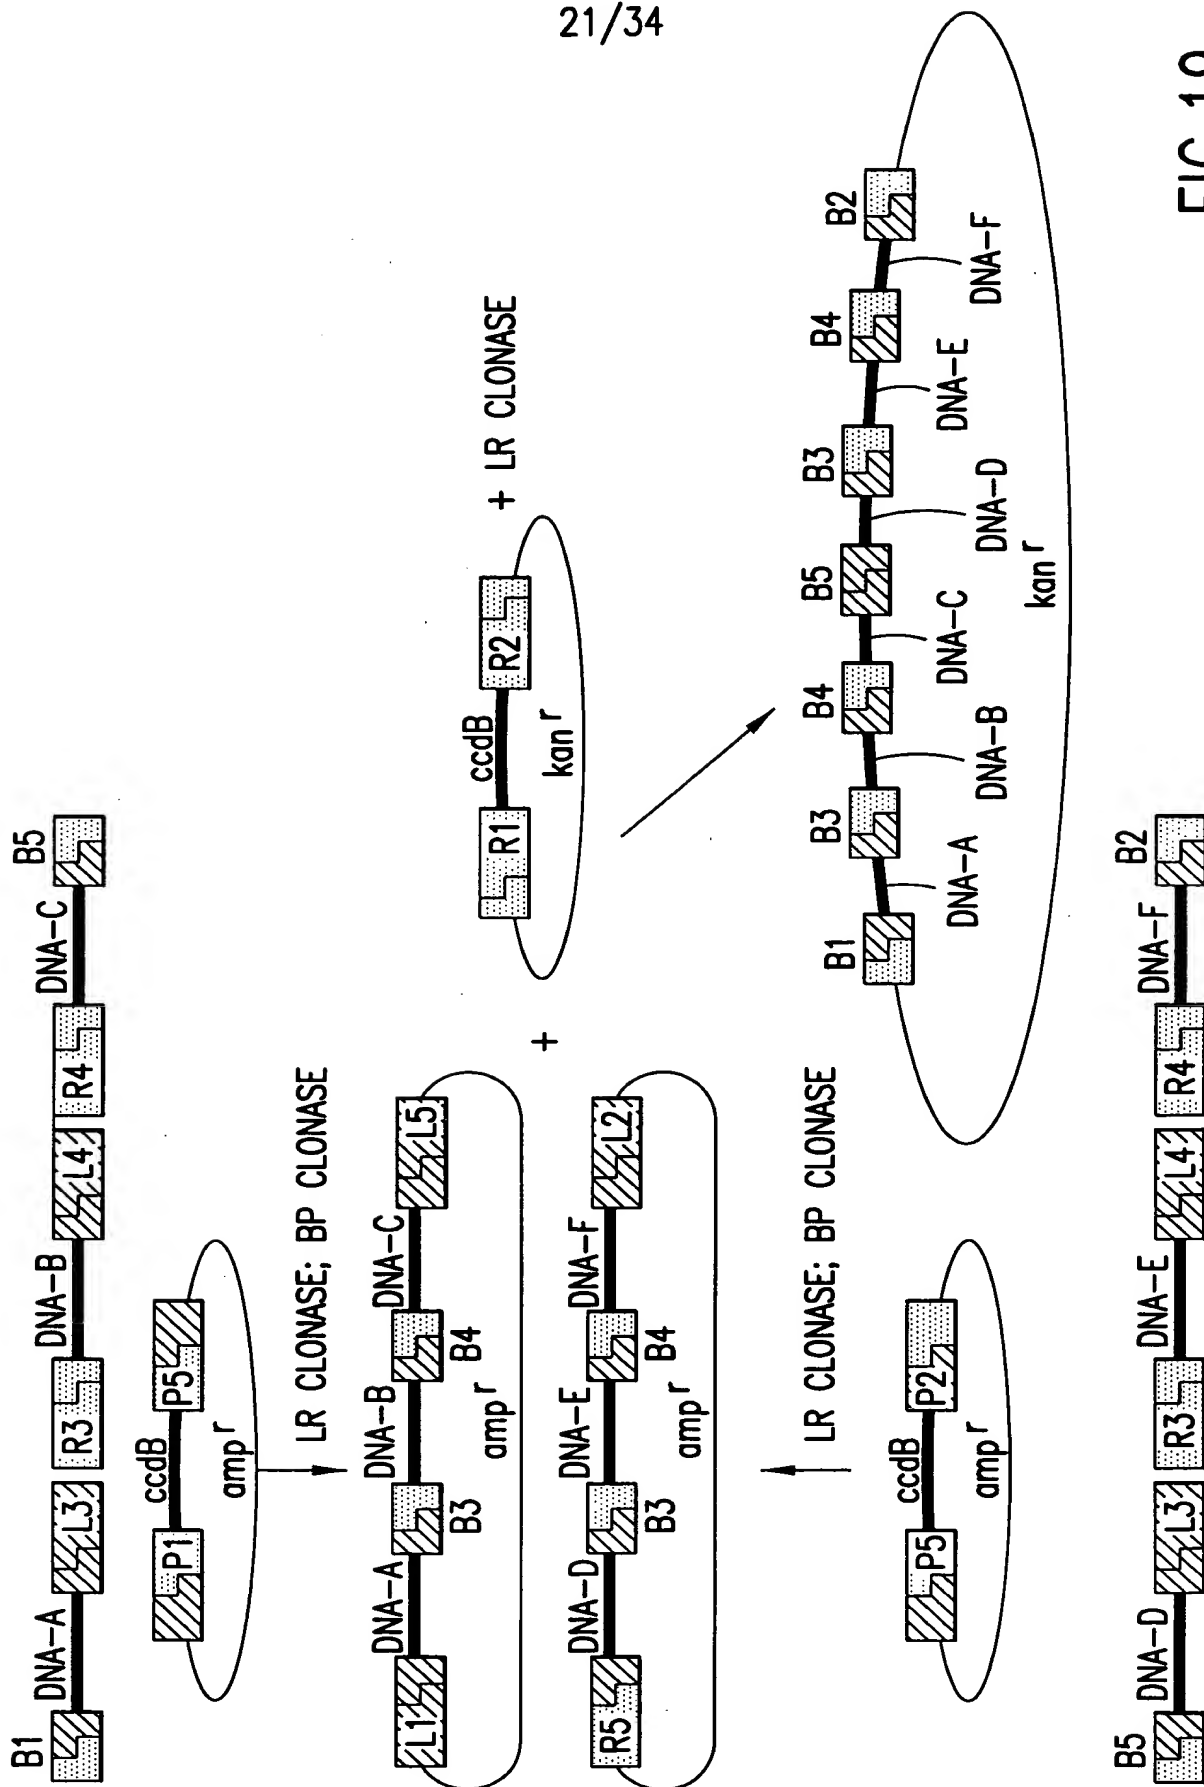 21/34
B1 DNA-A L3 R3 DNA-B L4 R4 DNA-C B5
P1 ccdB P5
amp r
LR CLONASE; BP CLONASE
L1 DNA-A B3 DNA-B B4 DNA-C L5
amp r
R5 DNA-D B3 DNA-E B4 DNA-F L2
amp r
+
R1 ccdB R2
kan r
+ LR CLONASE
LR CLONASE; BP CLONASE
P5 ccdB P2
amp r
B5 DNA-D L3 R3 DNA-E L4 R4 DNA-F B2
B1 B3 B4 B5 B3 B4 B2
DNA-A DNA-B DNA-C DNA-D DNA-E DNA-F
kan r